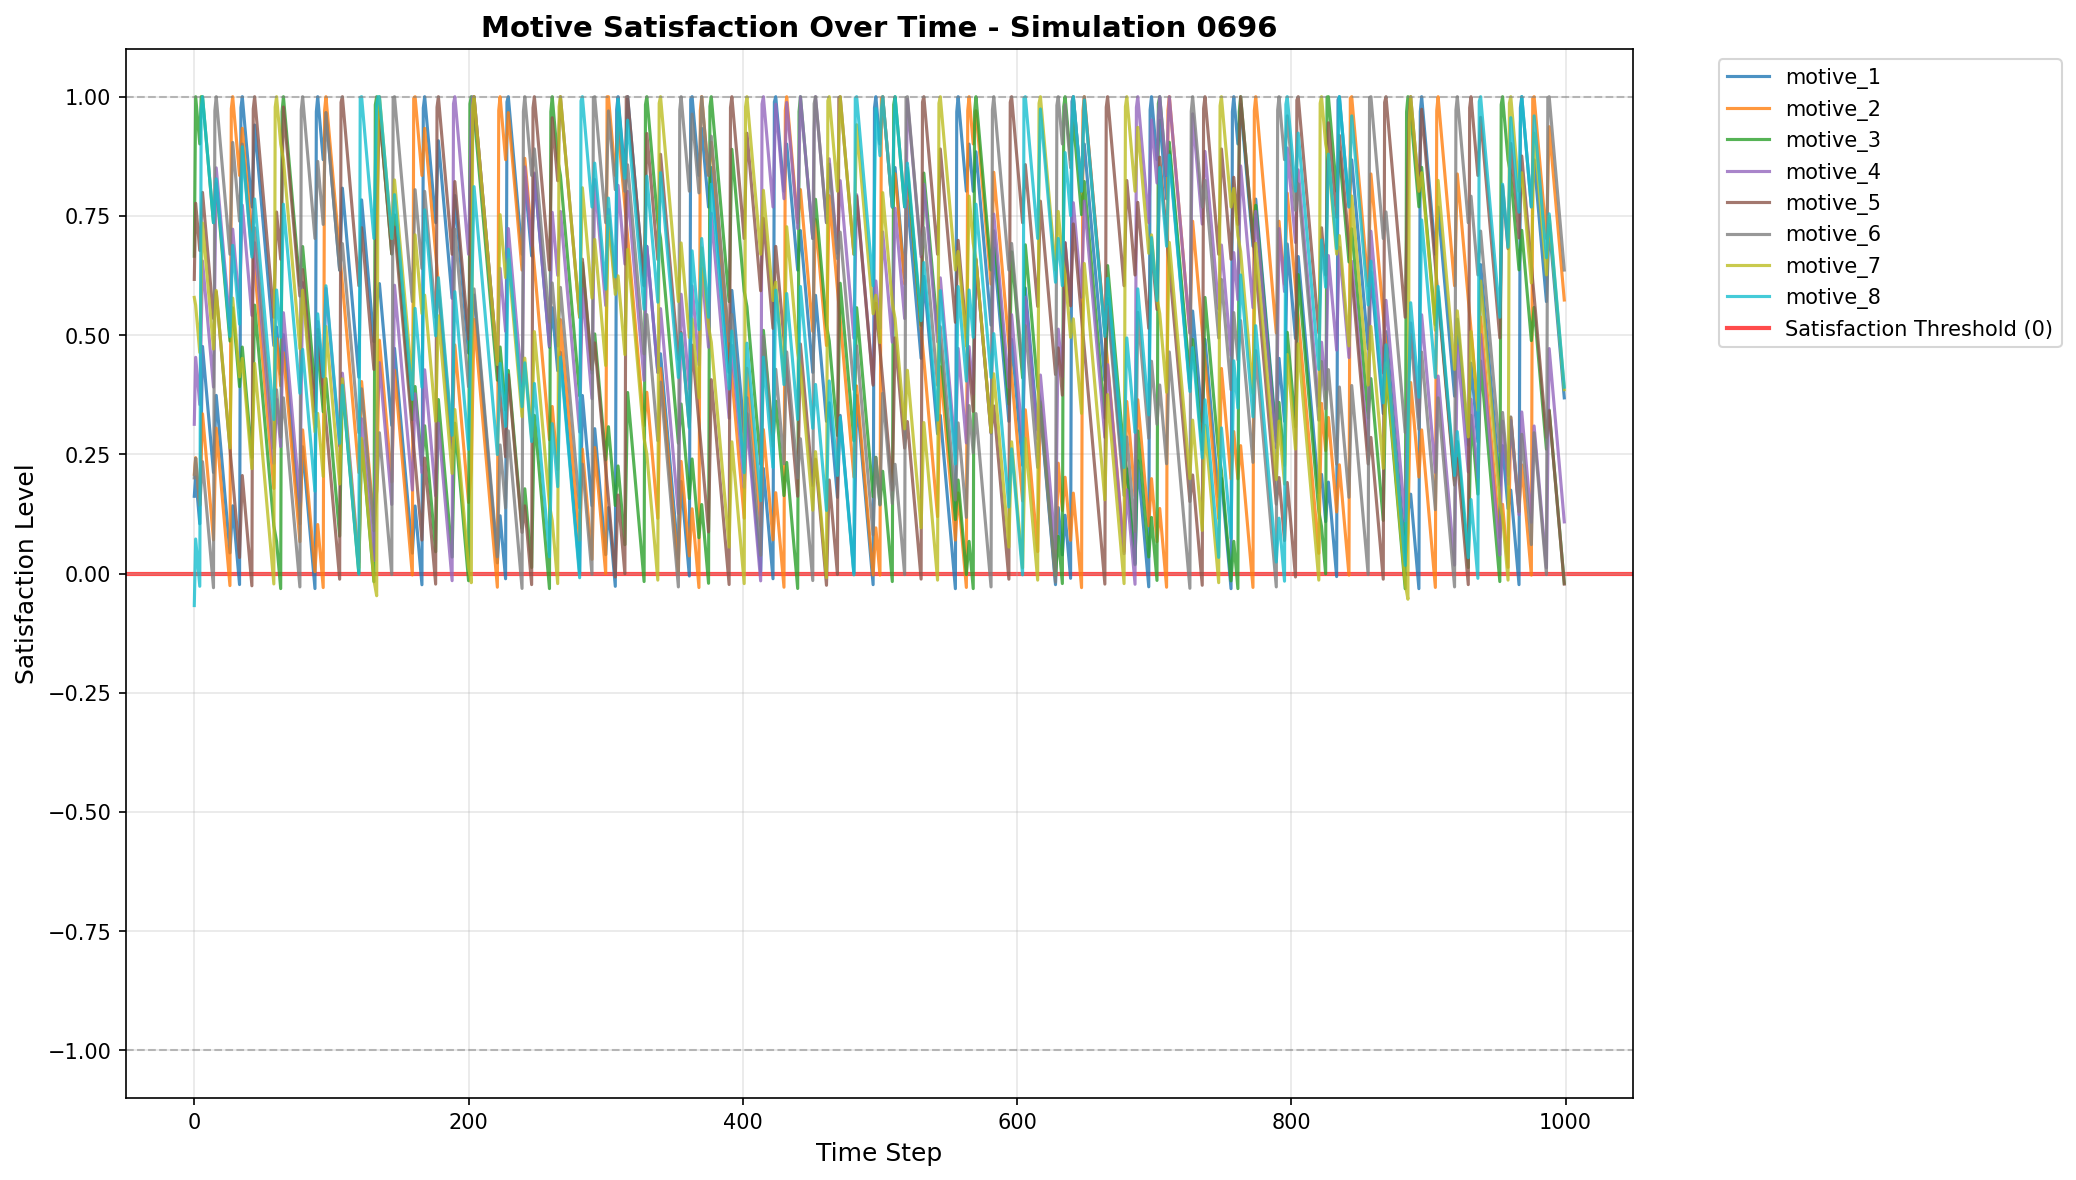 Motive Satisfaction Over Time - Simulation 0696
1.00
0.75
0.50
0.25
0.00
−0.25
−0.50
−0.75
−1.00
Satisfaction Level
0
200
400
600
800
1000
Time Step
motive_1
motive_2
motive_3
motive_4
motive_5
motive_6
motive_7
motive_8
Satisfaction Threshold (0)